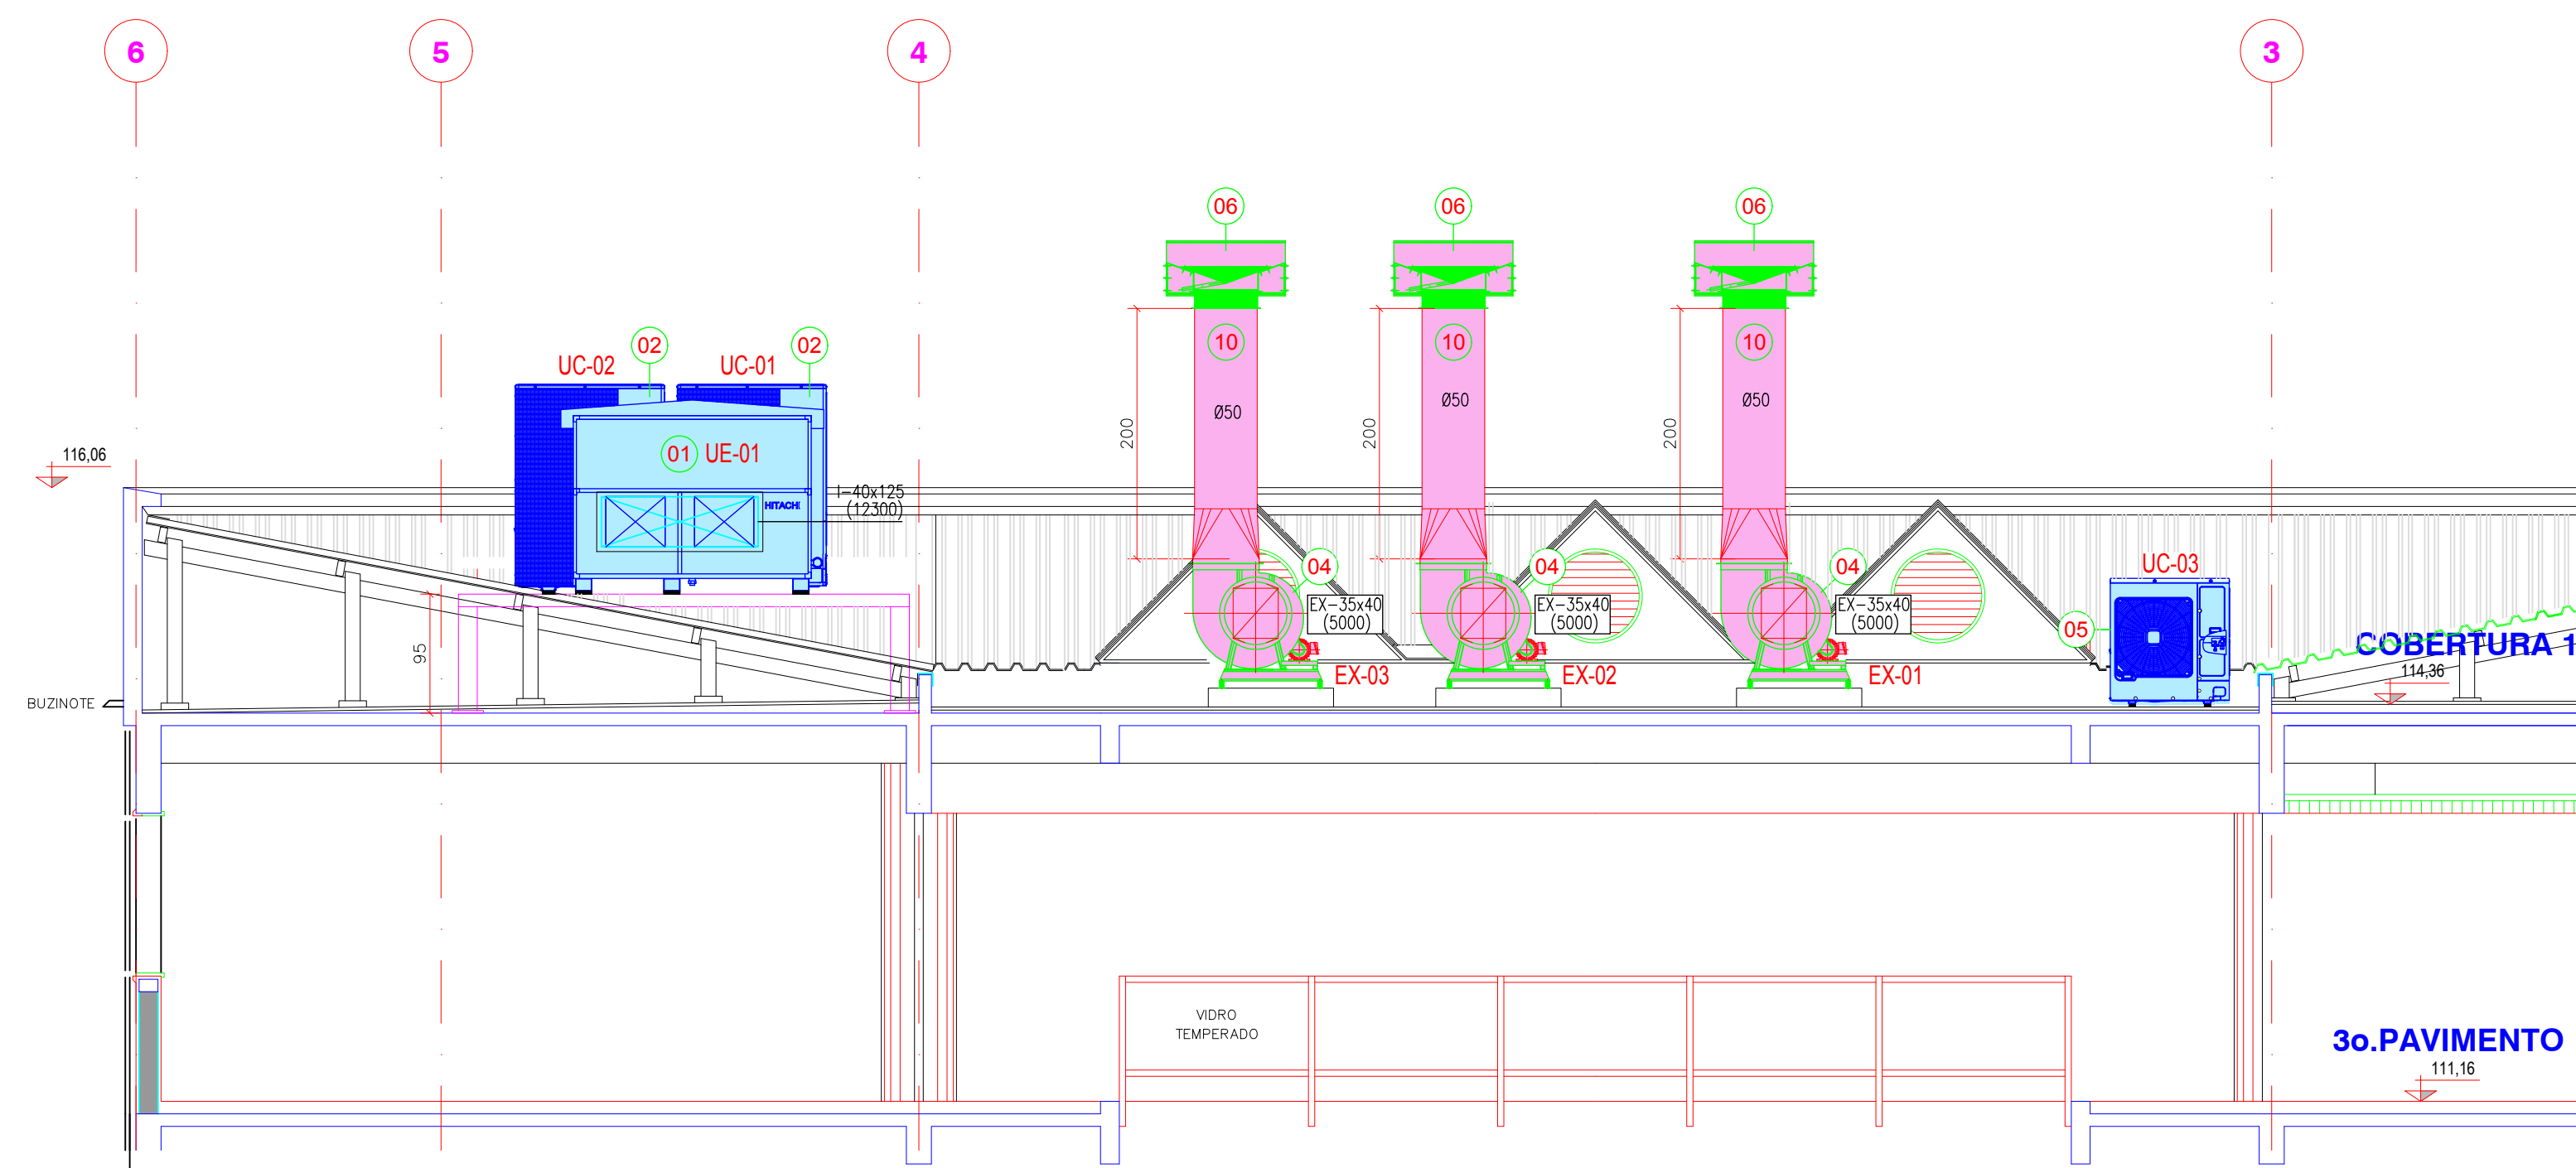 6
5
4
3
06
06
06
02
02
UC-02
UC-01
10
10
10
Ø50
Ø50
Ø50
200
200
200
01 UE-01
116,06
I-40x125
(12300)
HITACHI
04
04
04
UC-03
EX-35x40
(5000)
EX-35x40
(5000)
EX-35x40
(5000)
05
95
COBERTURA 1
114,36
EX-03
EX-02
EX-01
BUZINOTE
VIDRO
TEMPERADO
3o.PAVIMENTO
111,16